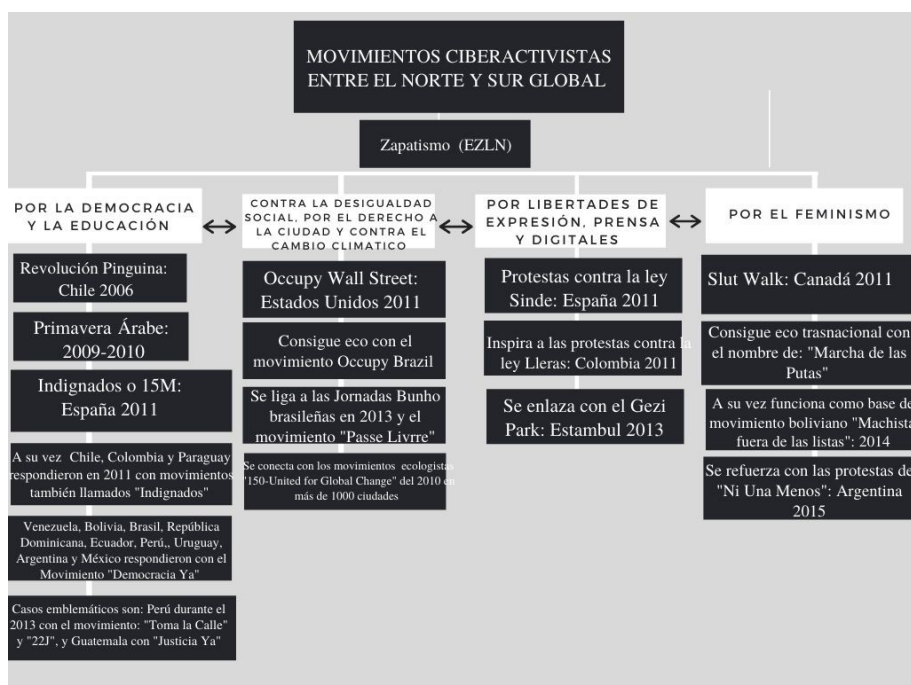 MOVIMIENTOS CIBERACTIVISTAS
ENTRE EL NORTE Y SUR GLOBAL
Zapatismo (EZLN)
POR LA DEMOCRACIA
Y LA EDUCACIÓN
Revolución Pinguina:
Chile 2006
Primavera Árabe:
2009-2010
Indignados o 15M:
España 2011
A su vez Chile, Colombia y Paraguay
respondieron en 2011 con movimientos
también llamados "Indignados"
Venezuela, Bolivia, Brasil, República
Dominicana, Ecuador, Perú,, Uruguay,
Argentina y México respondieron con el
Movimiento "Democracia Ya"
Casos emblemáticos son: Perú durante el
2013 con el movimiento: "Toma la Calle"
y "22J", y Guatemala con "Justicia Ya"
CONTRA LA DESIGUALDAD
SOCIAL, POR EL DERECHO A
LA CIUDAD Y CONTRA EL
CAMBIO CLIMATICO
Occupy Wall Street:
Estados Unidos 2011
Consigue eco con el
movimiento Occupy Brazil
Se liga a las Jornadas Bunho
brasileñas en 2013 y el
movimiento "Passe Livrre"
Se conecta con los movimientos ecologistas
"150-United for Global Change" del 2010 en
más de 1000 ciudades
POR LIBERTADES DE
EXPRESIÓN, PRENSA
Y DIGITALES
Protestas contra la ley
Sinde: España 2011
Inspira a las protestas contra la
ley Lleras: Colombia 2011
Se enlaza con el Gezi
Park: Estambul 2013
POR EL FEMINISMO
Slut Walk: Canadá 2011
Consigue eco trasnacional con
el nombre de: "Marcha de las
Putas"
A su vez funciona como base de
movimiento boliviano "Machista
fuera de las listas": 2014
Se refuerza con las protestas de
"Ni Una Menos": Argentina
2015